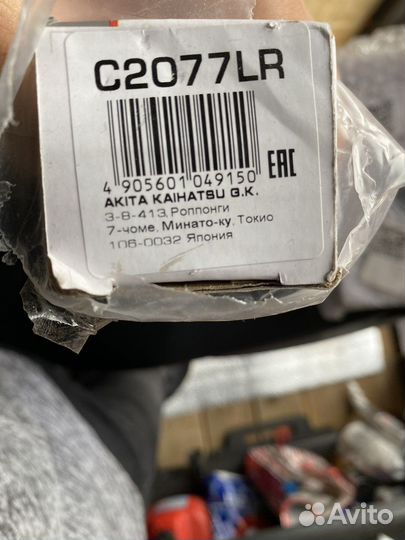 C2077LR
4 905601 049150
EAC
AKITA KAIHATSU G.K.
3-8-413, Роппонги
7-чоме, Минато-ку, Токио
106-0032 Япония
Avito